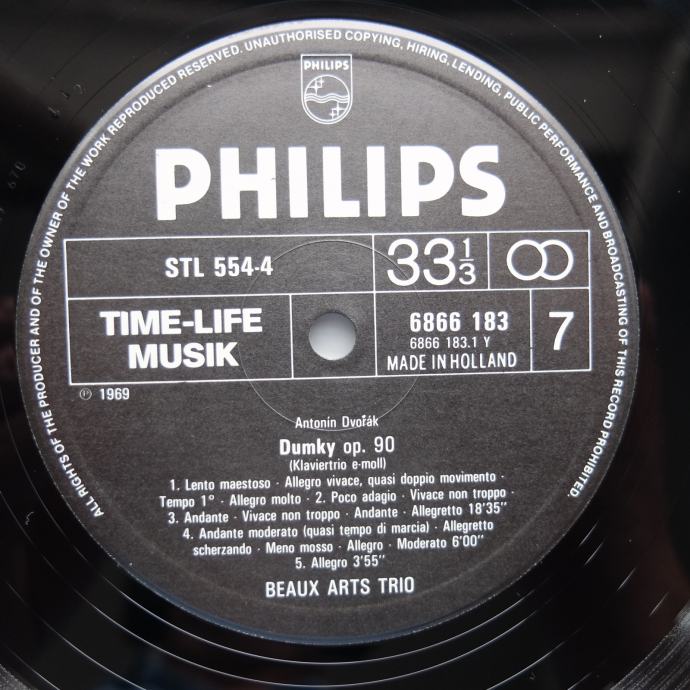 ALL RIGHTS OF THE PRODUCER AND OF THE OWNER OF THE WORK REPRODUCED RESERVED. UNAUTHORISED COPYING, HIRING, LENDING, PUBLIC PERFORMANCE AND BROADCASTING OF THIS RECORD PROHIBITED.
PHILIPS
PHILIPS
STL 554-4
33 1/3
TIME-LIFE
MUSIK
6866 183
6866 183.1 Y
MADE IN HOLLAND
7
℗ 1969
Antonín Dvořák
Dumky op. 90
(Klaviertrio e-moll)
1. Lento maestoso · Allegro vivace, quasi doppio movimento ·
Tempo 1° · Allegro molto · 2. Poco adagio · Vivace non troppo ·
3. Andante · Vivace non troppo · Andante · Allegretto 18'35"
4. Andante moderato (quasi tempo di marcia) · Allegretto
scherzando · Meno mosso · Allegro · Moderato 6'00"
5. Allegro 3'55"
BEAUX ARTS TRIO